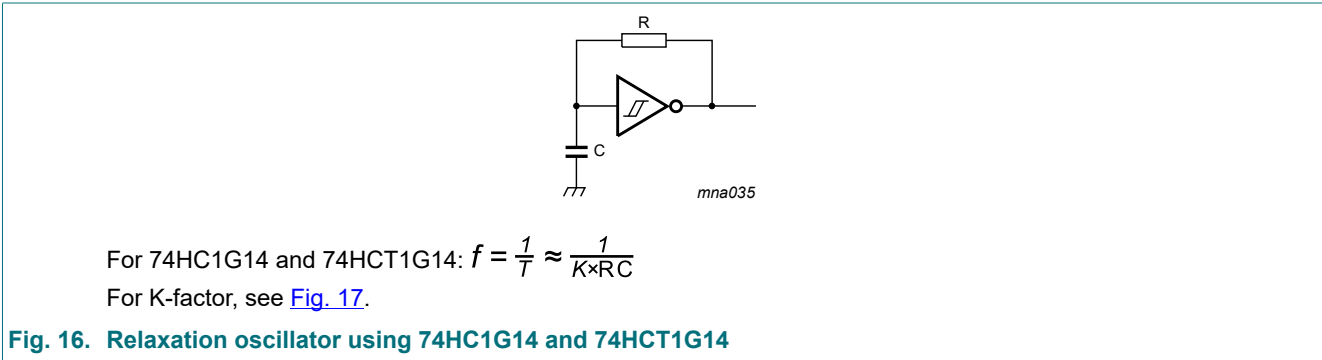 R
C
mna035
For 74HC1G14 and 74HCT1G14: f = 1/T ≈ 1/K×RC
For K-factor, see Fig. 17.
Fig. 16. Relaxation oscillator using 74HC1G14 and 74HCT1G14